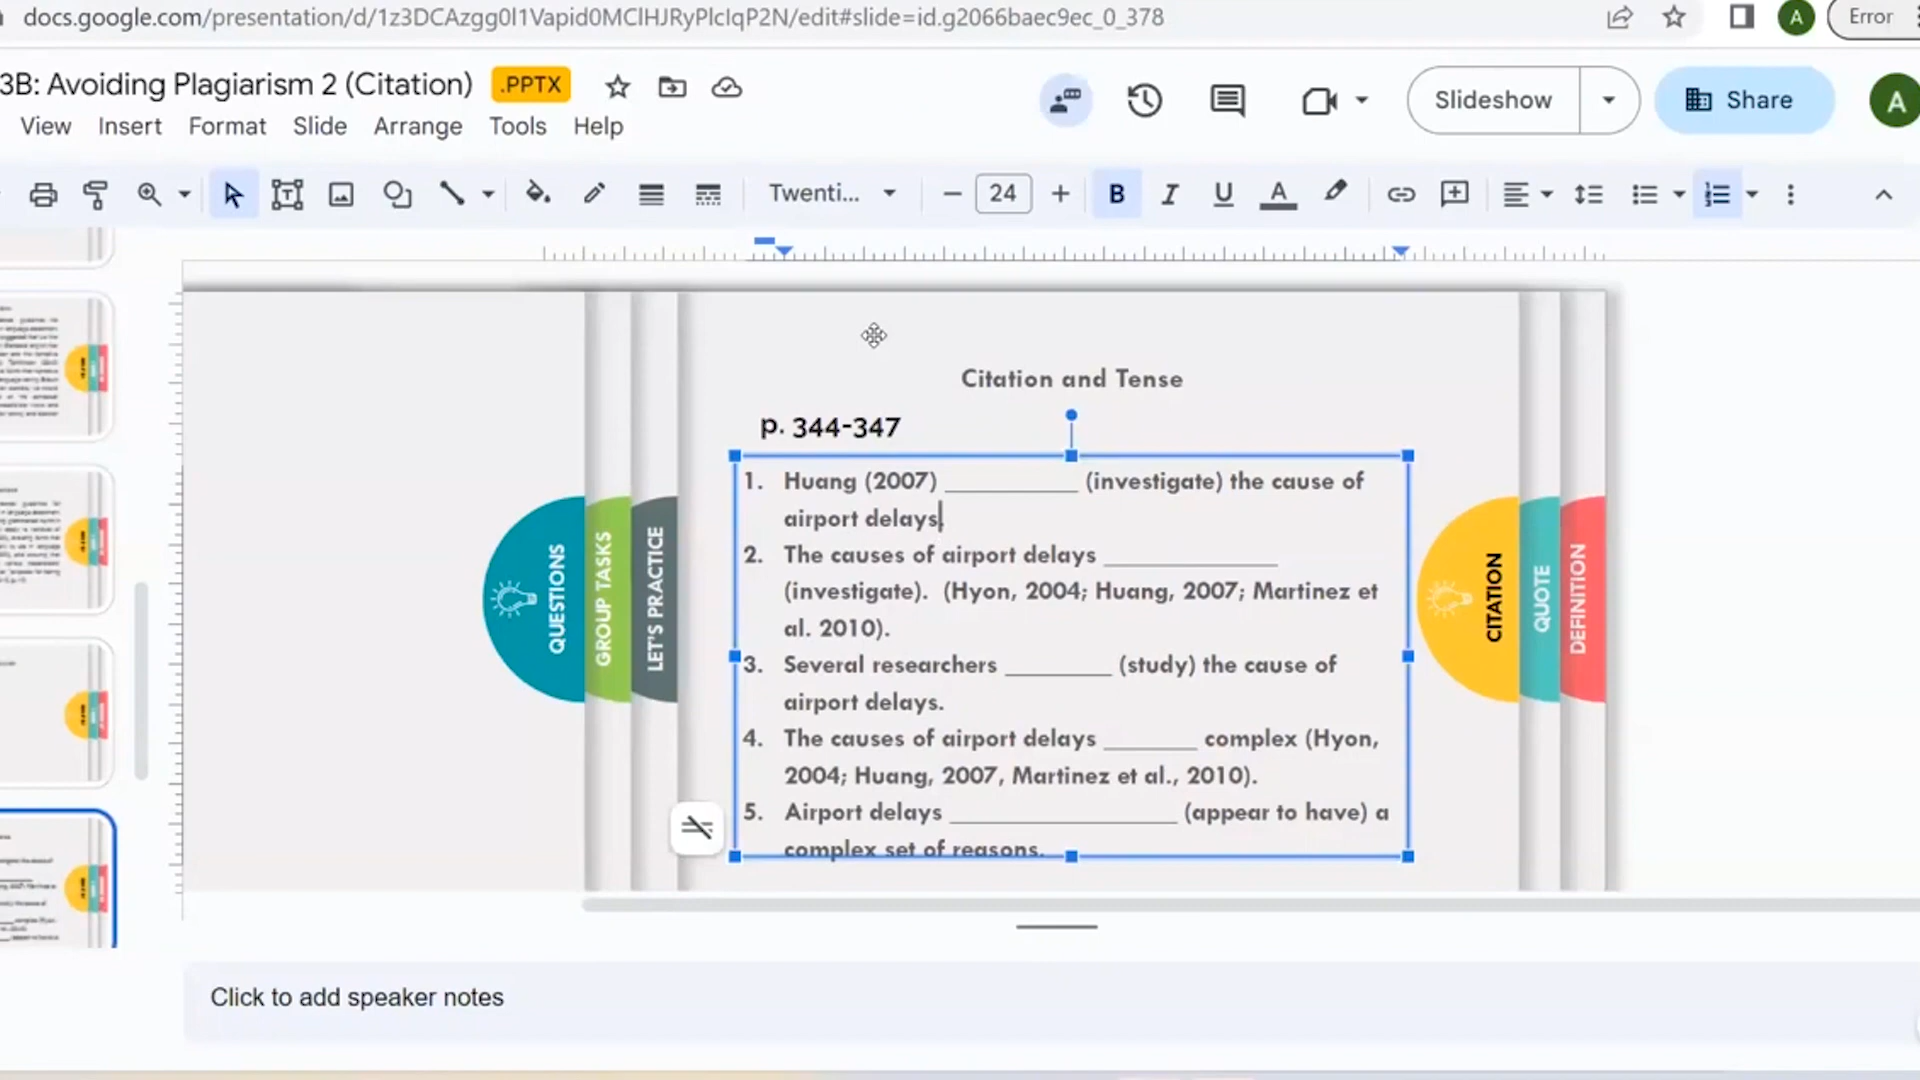 docs.google.com/presentation/d/1z3DCAzgg0l1Vapid0MClHJRyPlcIqP2N/edit#slide=id.g2066baec9ec_0_378
A
Error
3B: Avoiding Plagiarism 2 (Citation)
.PPTX
Slideshow
Share
A
View Insert Format Slide Arrange Tools Help
Twenti...
24
B
I
U
A
Citation and Tense
p. 344-347
1. Huang (2007) __________ (investigate) the cause of
airport delays.
2. The causes of airport delays _____________
(investigate). (Hyon, 2004; Huang, 2007; Martinez et
al. 2010).
3. Several researchers ________ (study) the cause of
airport delays.
4. The causes of airport delays _______ complex (Hyon,
2004; Huang, 2007, Martinez et al., 2010).
5. Airport delays _________________ (appear to have) a
complex set of reasons.
QUESTIONS
GROUP TASKS
LET'S PRACTICE
CITATION
QUOTE
DEFINITION
Click to add speaker notes